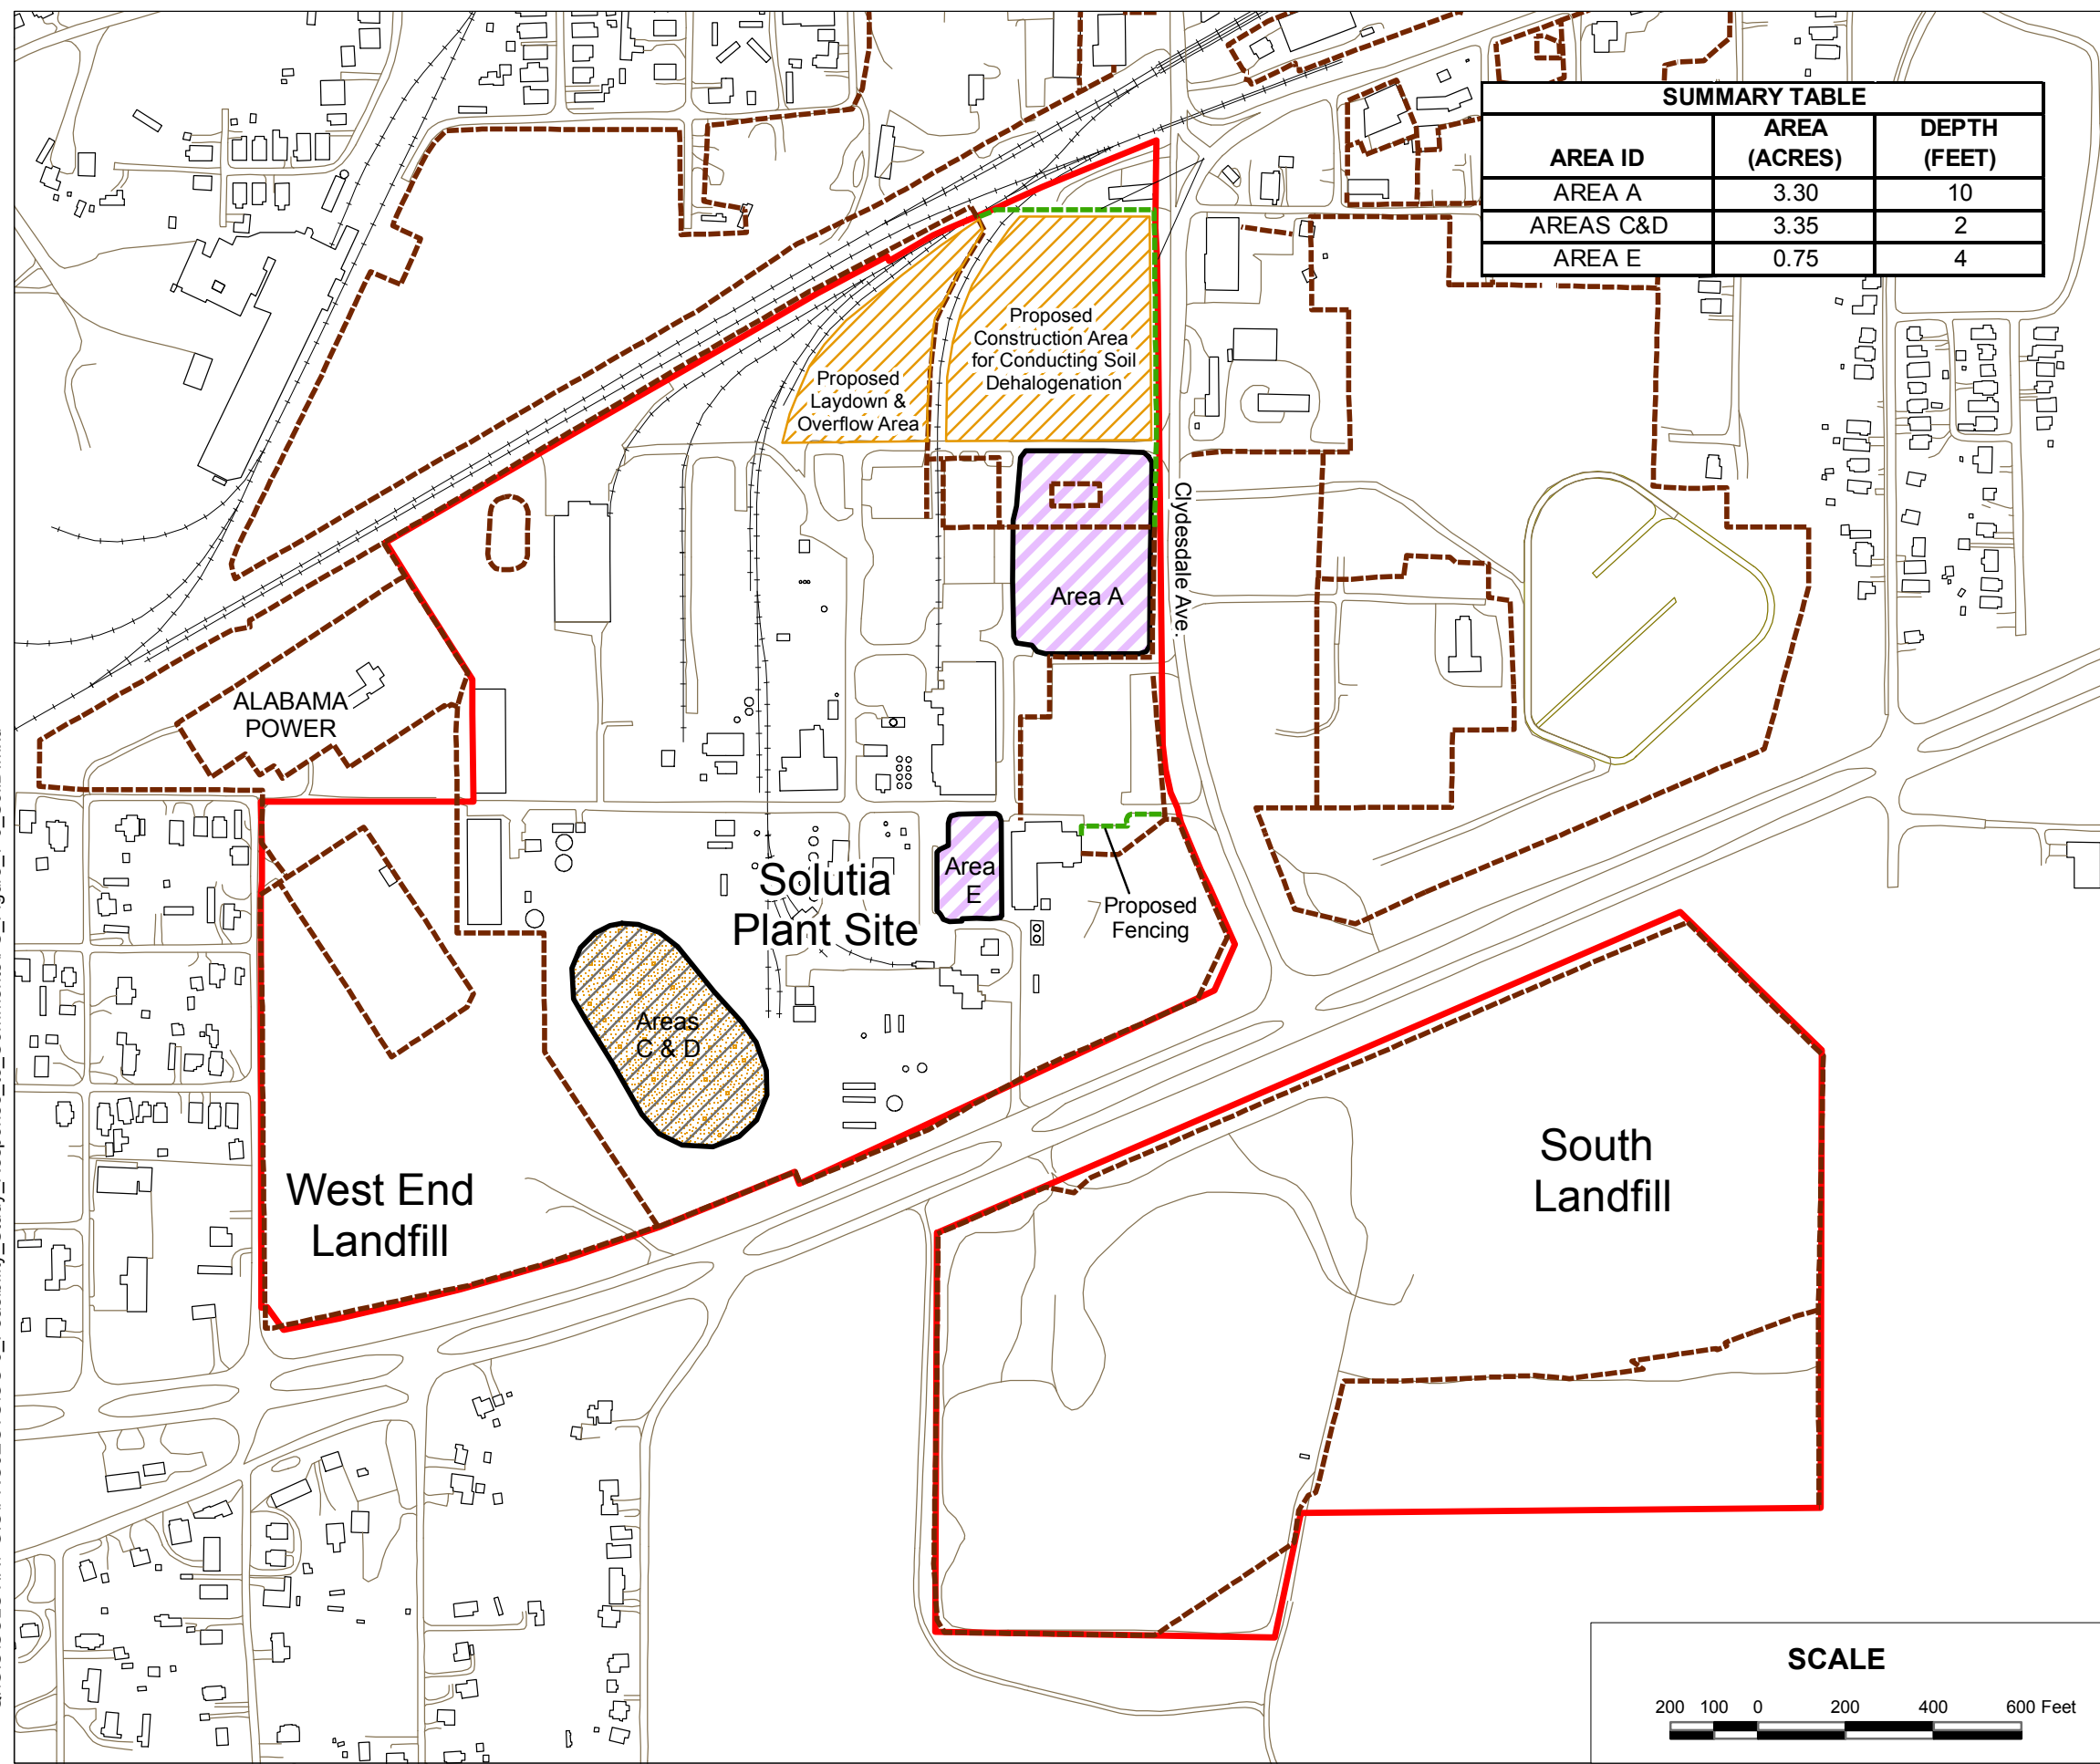 SUMMARY TABLE
AREA ID AREA (ACRES) DEPTH (FEET)
AREA A 3.30 10
AREAS C&D 3.35 2
AREA E 0.75 4
Proposed
Construction Area
for Conducting Soil
Dehalogenation
Proposed
Laydown &
Overflow Area
Clydesdale Ave.
Area A
ALABAMA
POWER
Area
E
Solutia
Plant Site
Proposed
Fencing
Areas
C & D
West End
Landfill
South
Landfill
SCALE
200 100 0 200 400 600 Feet